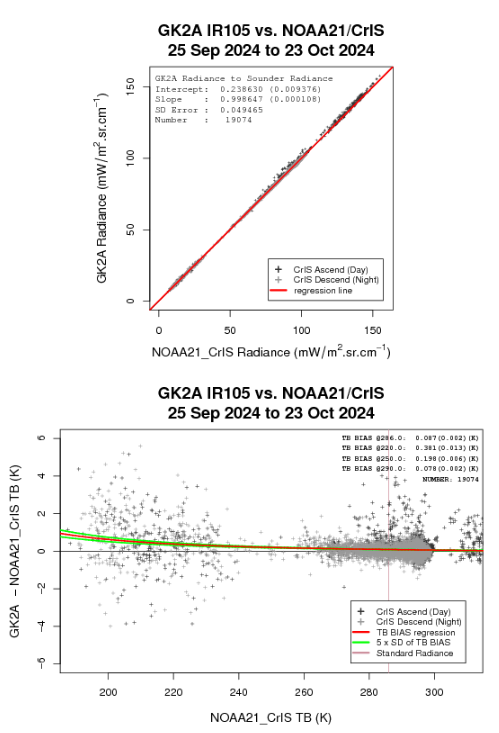 GK2A IR105 vs. NOAA21/CrIS
25 Sep 2024 to 23 Oct 2024
GK2A Radiance to Sounder Radiance
Intercept: 0.238630 (0.009376)
Slope : 0.998647 (0.000108)
SD Error : 0.049465
Number : 19074
GK2A Radiance (mW/m².sr.cm⁻¹)
150
100
50
0
CrIS Ascend (Day)
CrIS Descend (Night)
regression line
0 50 100 150
NOAA21_CrIS Radiance (mW/m².sr.cm⁻¹)
GK2A IR105 vs. NOAA21/CrIS
25 Sep 2024 to 23 Oct 2024
TB BIAS @286.0: 0.087(0.002)(K)
TB BIAS @220.0: 0.381(0.013)(K)
TB BIAS @250.0: 0.198(0.006)(K)
TB BIAS @290.0: 0.078(0.002)(K)
NUMBER: 19074
GK2A − NOAA21_CrIS TB (K)
6
4
2
0
−2
−4
−6
CrIS Ascend (Day)
CrIS Descend (Night)
TB BIAS regression
5 x SD of TB BIAS
Standard Radiance
200 220 240 260 280 300
NOAA21_CrIS TB (K)